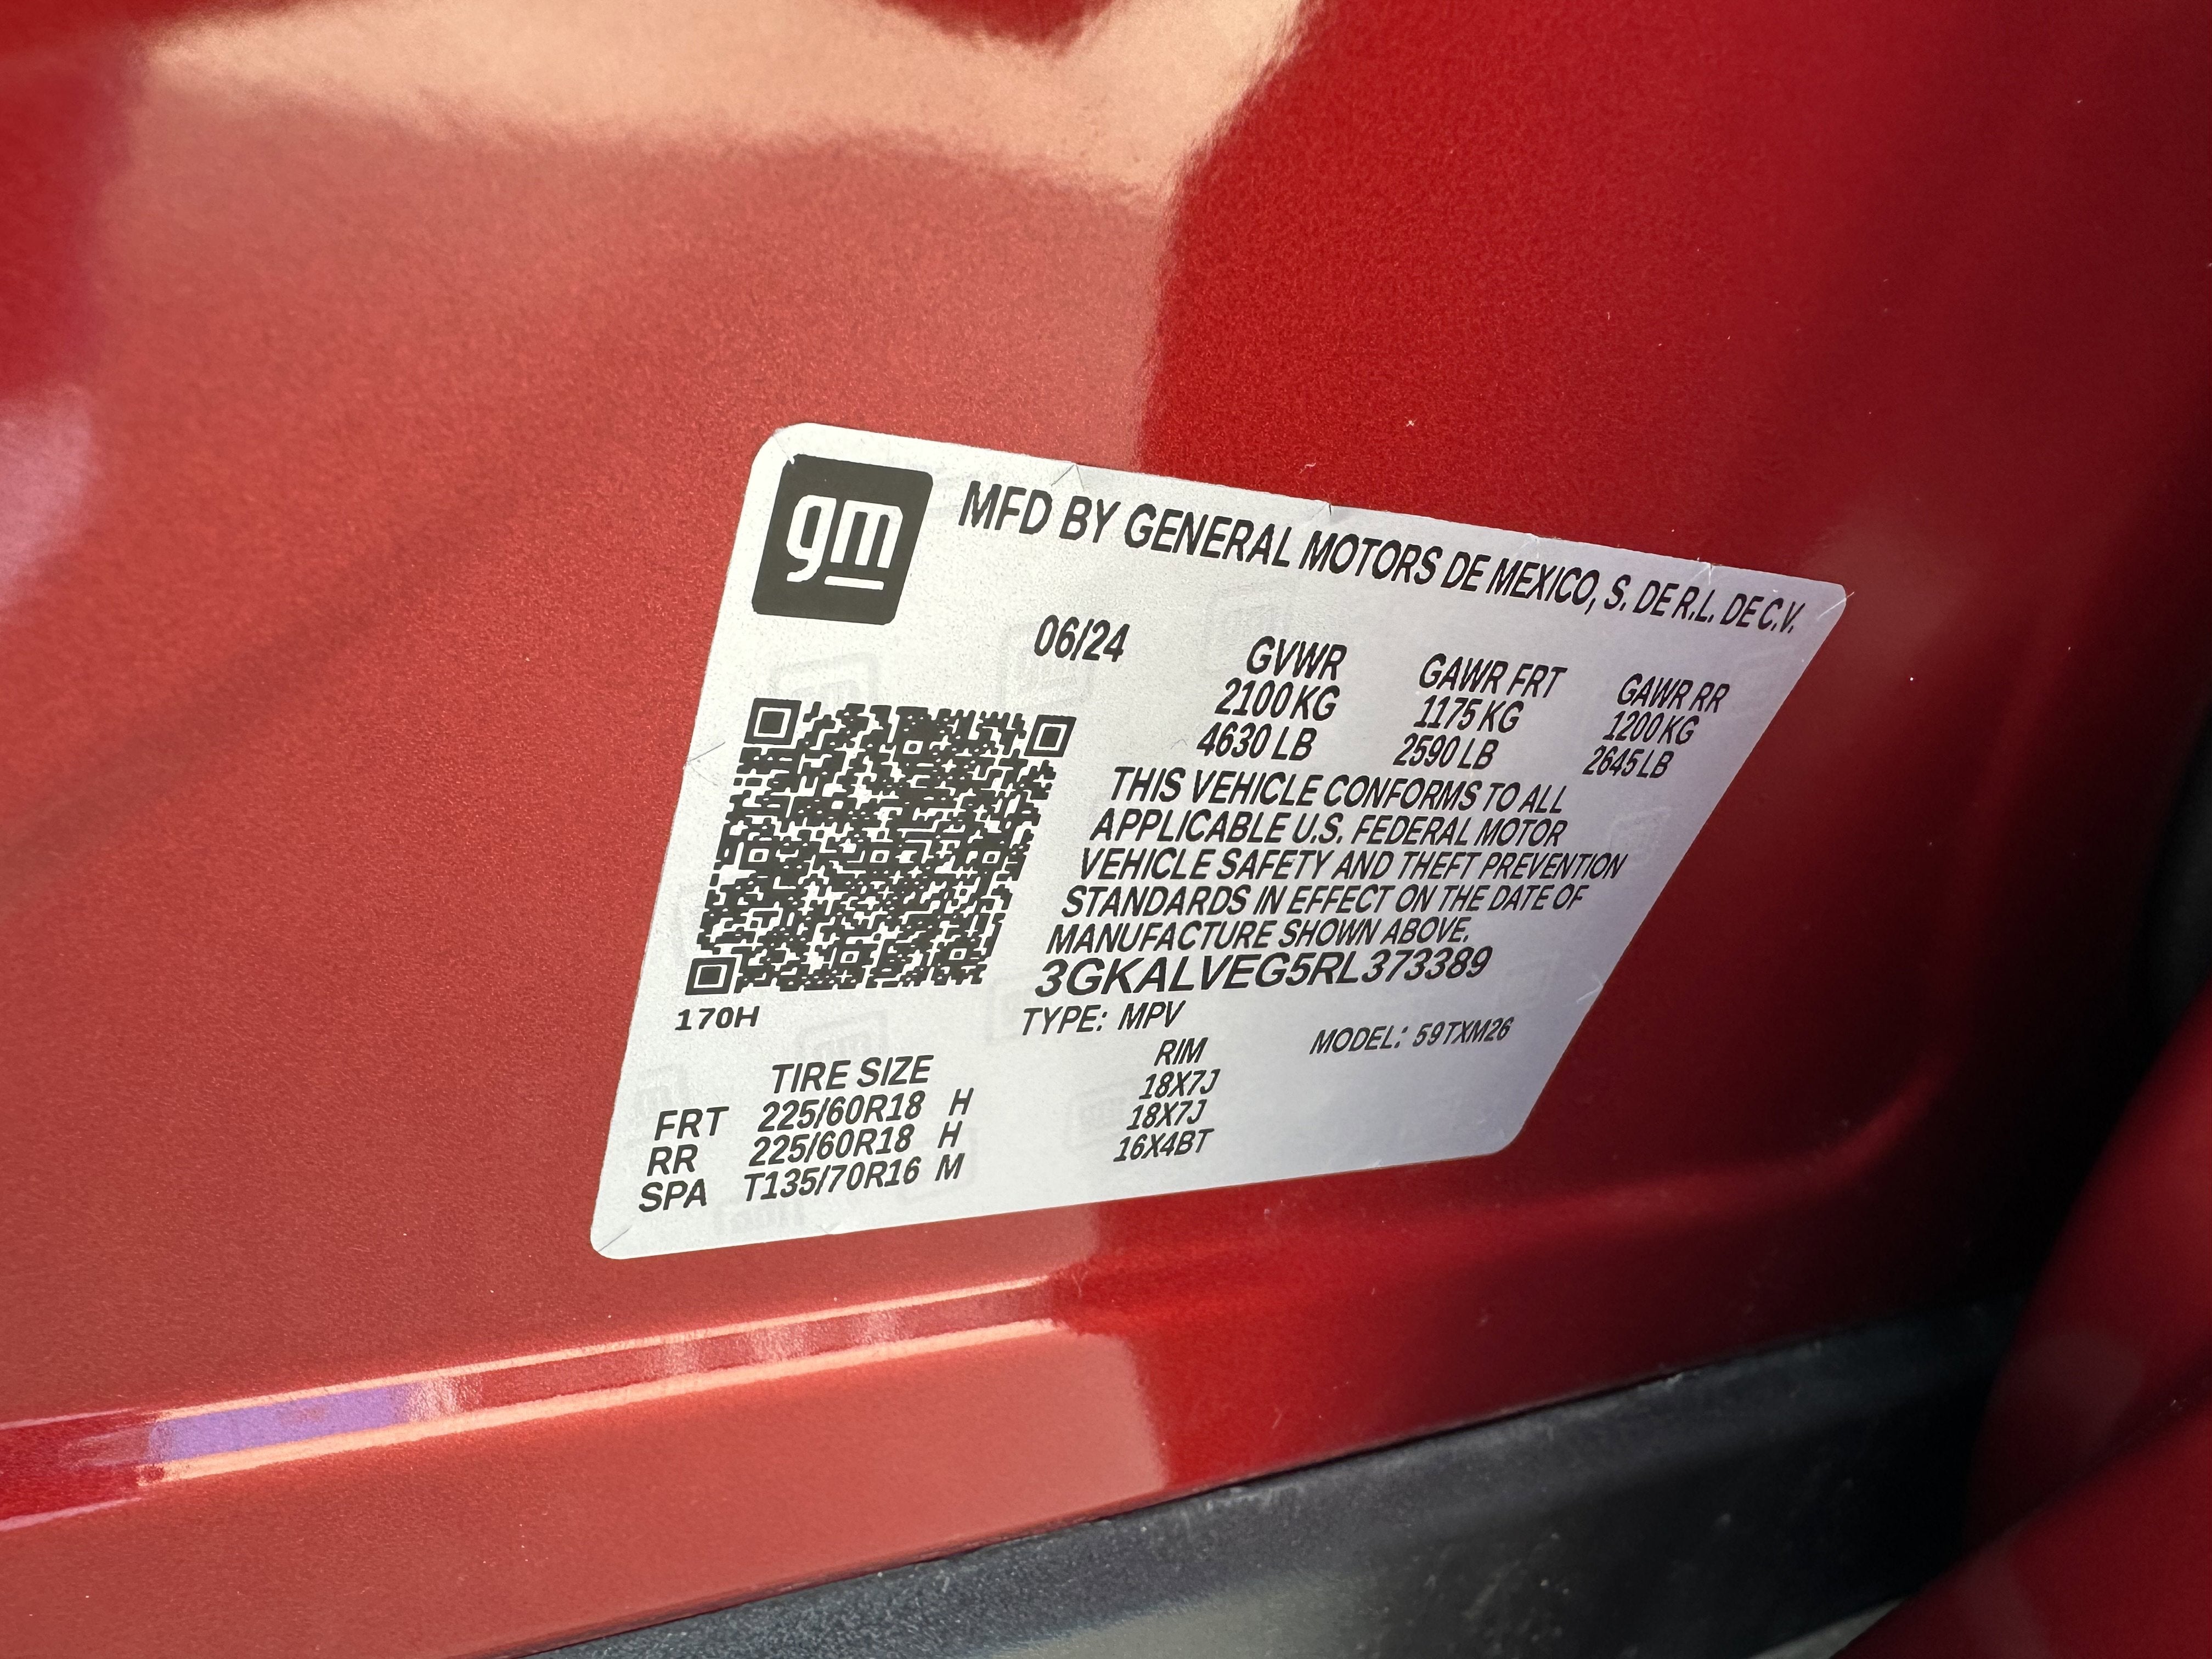 gm
MFD BY GENERAL MOTORS DE MEXICO, S. DE R.L. DE C.V.
06/24 GVWR GAWR FRT GAWR RR
2100 KG 1175 KG 1200 KG
4630 LB 2590 LB 2645 LB
THIS VEHICLE CONFORMS TO ALL
APPLICABLE U.S. FEDERAL MOTOR
VEHICLE SAFETY AND THEFT PREVENTION
STANDARDS IN EFFECT ON THE DATE OF
MANUFACTURE SHOWN ABOVE.
3GKALVEG5RL373389
170H TYPE: MPV MODEL: 59TXM26
TIRE SIZE RIM
FRT 225/60R18 H 18X7J
RR 225/60R18 H 18X7J
SPA T135/70R16 M 16X4BT